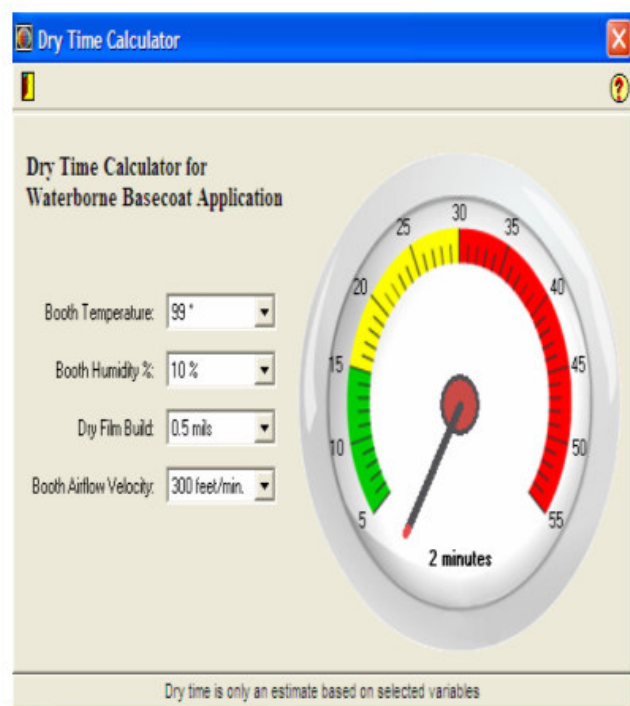 Dry Time Calculator
Dry Time Calculator for
Waterborne Basecoat Application
Booth Temperature: 99 °
Booth Humidity %: 10 %
Dry Film Build: 0.5 mils
Booth Airflow Velocity: 300 feet/min.
5
10
15
20
25
30
35
40
45
50
55
2 minutes
Dry time is only an estimate based on selected variables